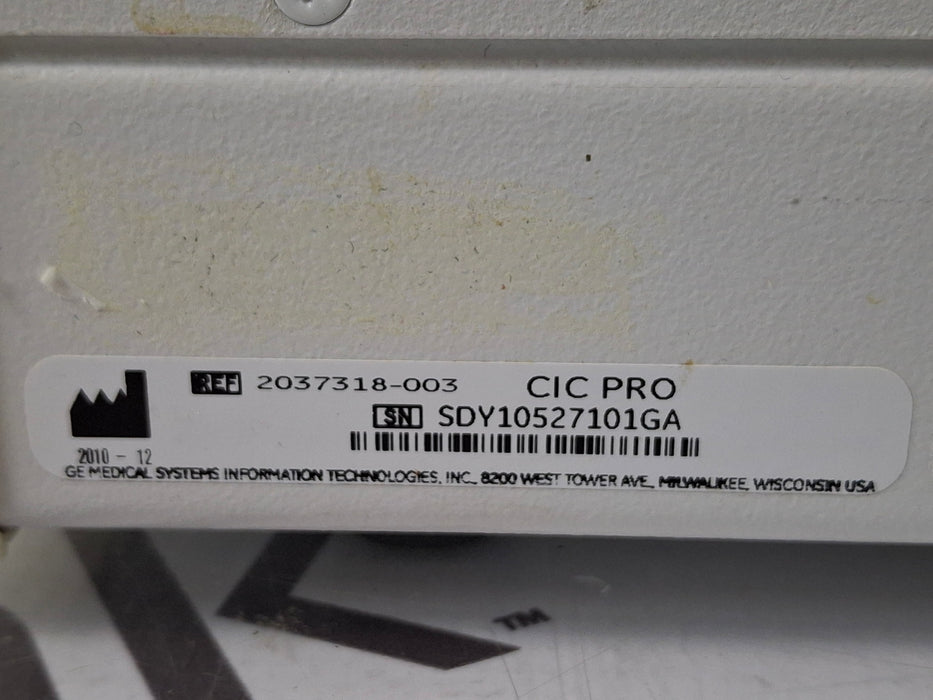 REF 2037318-003 CIC PRO
SN SDY10527101GA
2010 - 12
GE MEDICAL SYSTEMS INFORMATION TECHNOLOGIES, INC., 8200 WEST TOWER AVE., MILWAUKEE, WISCONSIN USA
K
TM